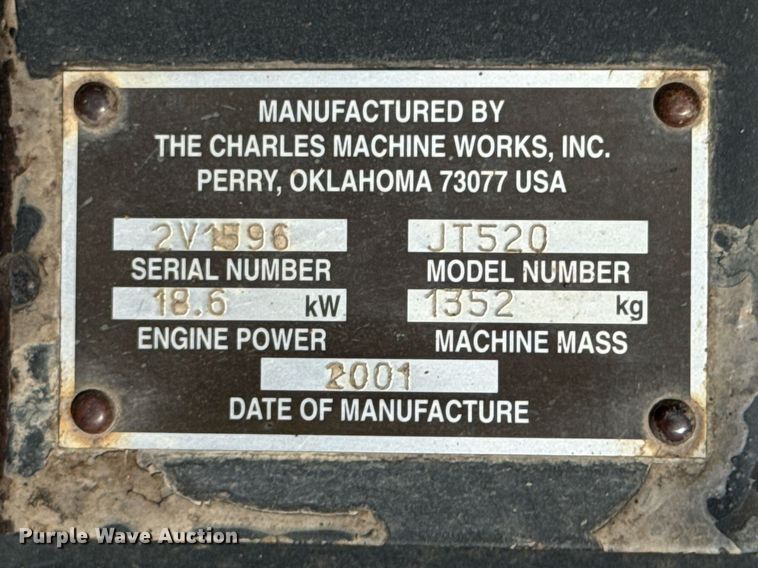 MANUFACTURED BY
THE CHARLES MACHINE WORKS, INC.
PERRY, OKLAHOMA 73077 USA
2V1596 JT520
SERIAL NUMBER MODEL NUMBER
18.6 kW 1352 kg
ENGINE POWER MACHINE MASS
2001
DATE OF MANUFACTURE
Purple Wave Auction